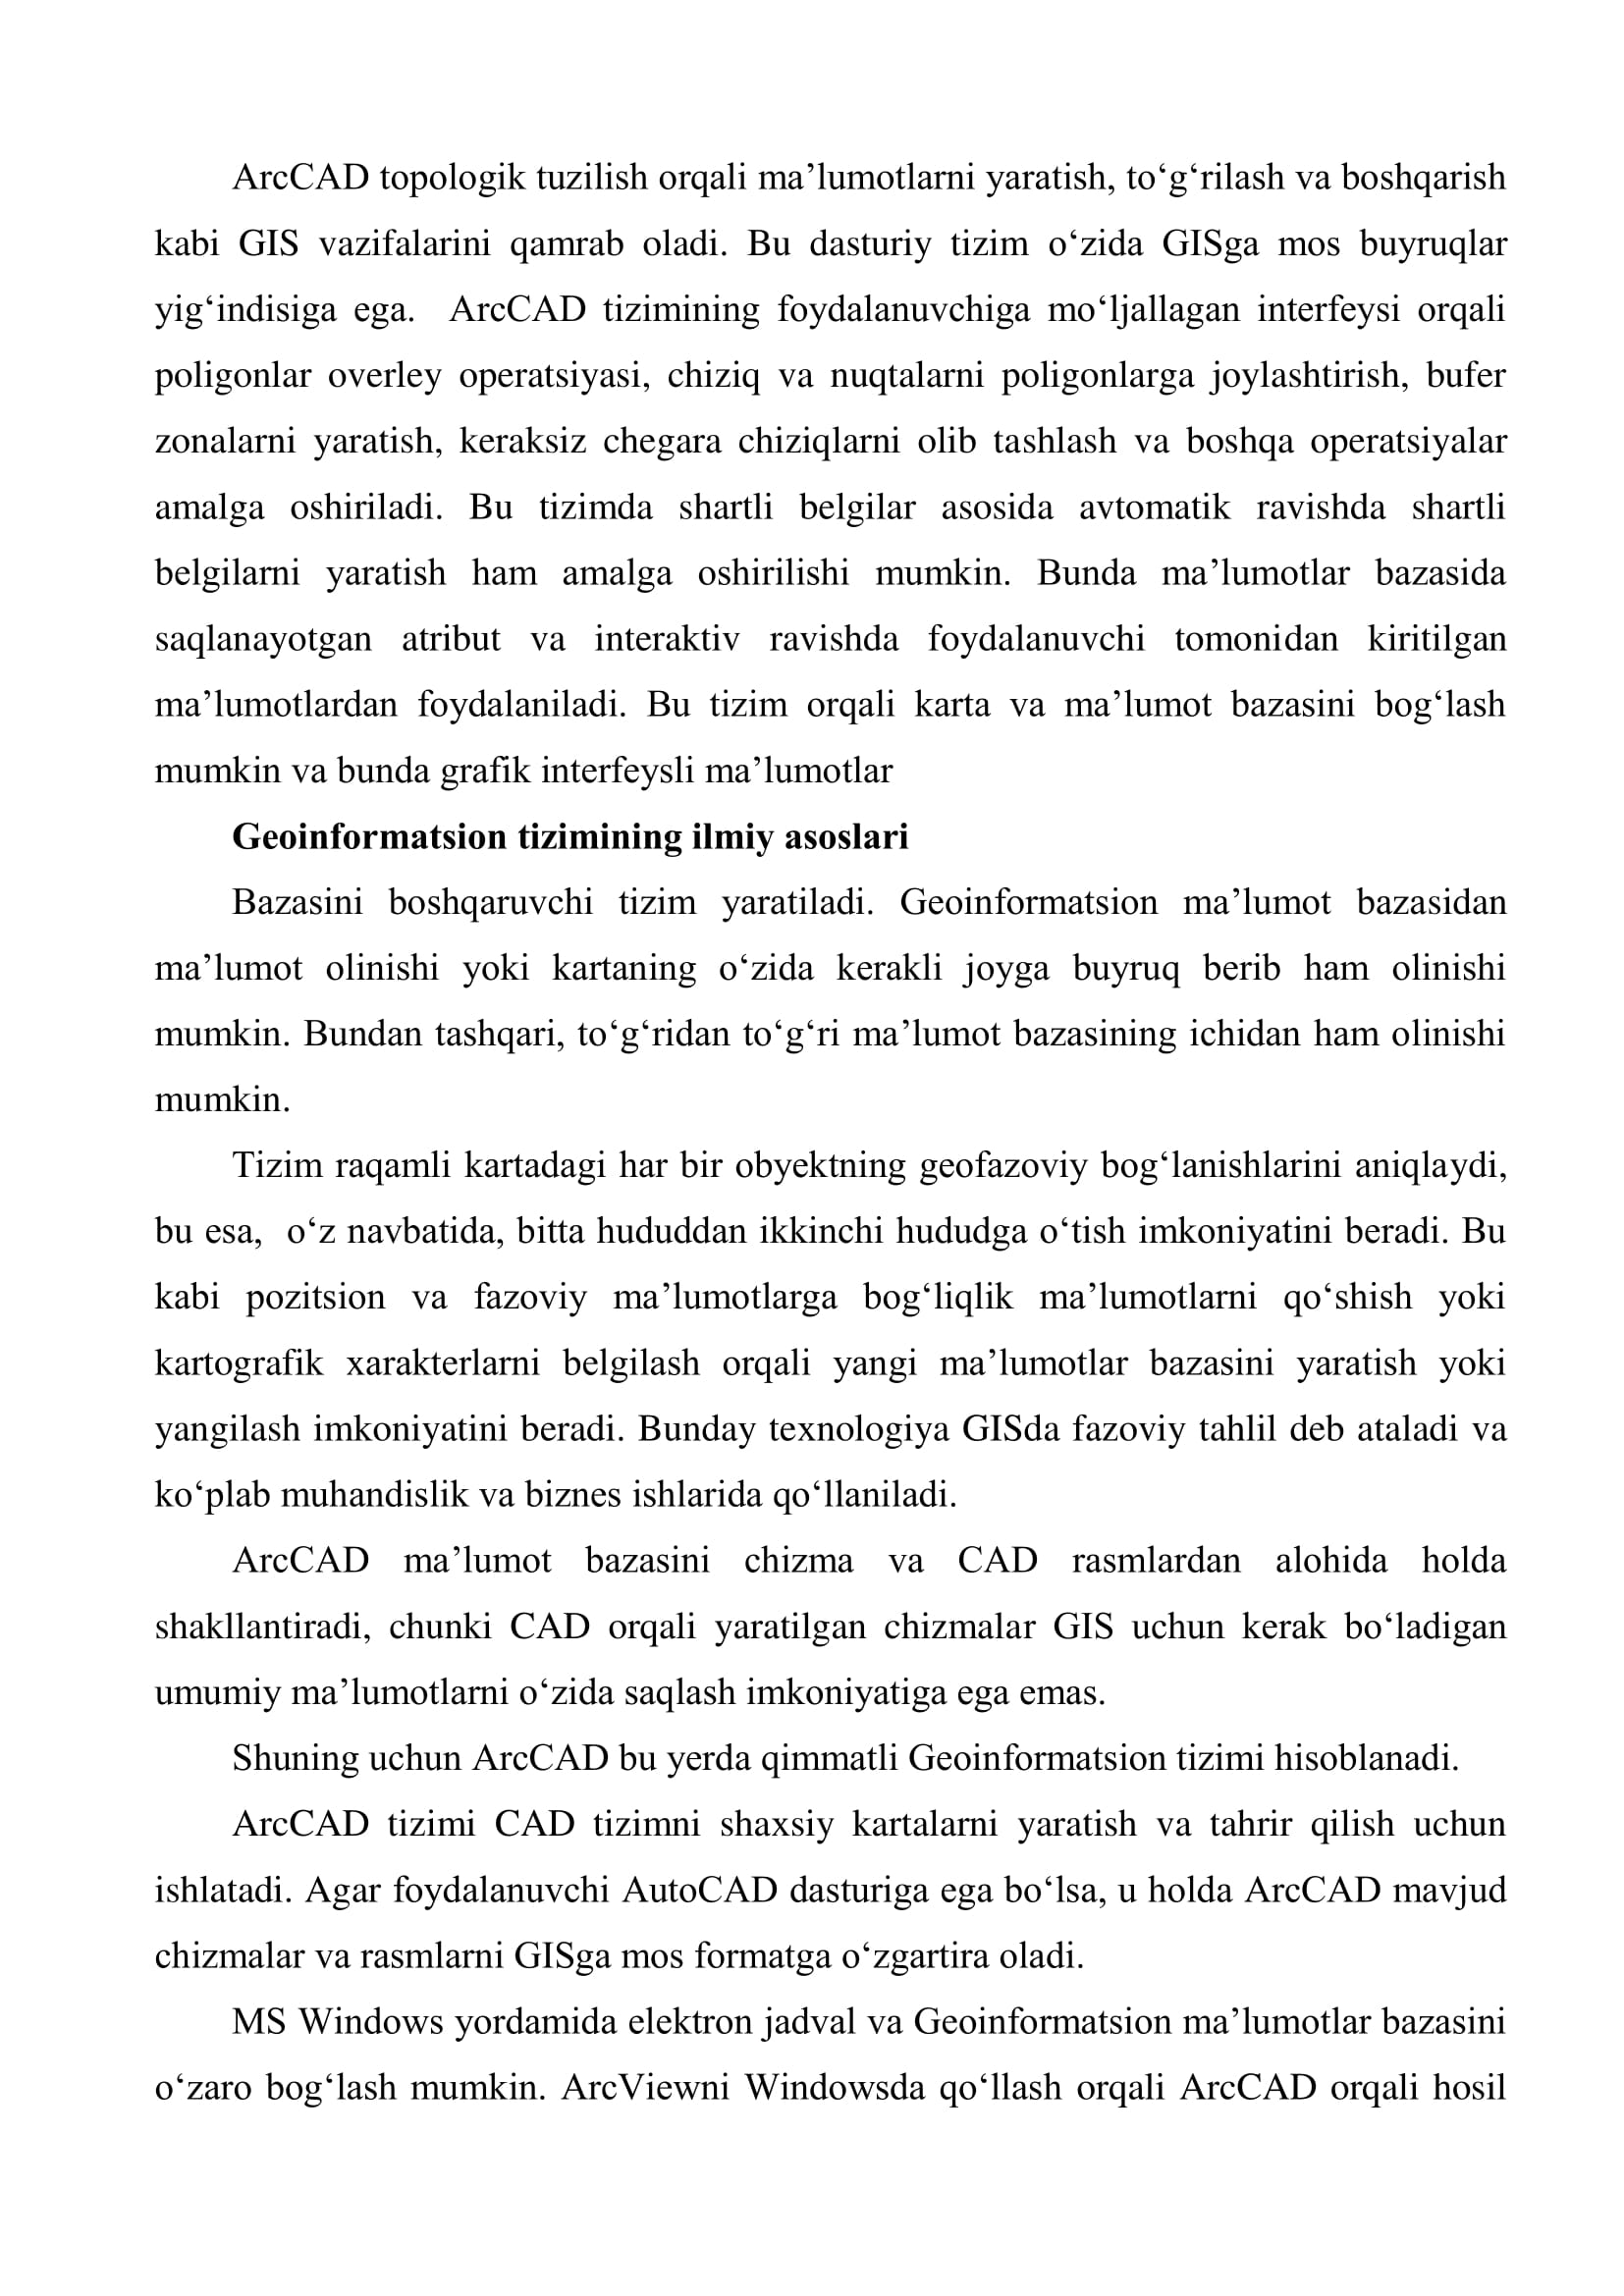 ArcCAD topologik tuzilish orqali ma’lumotlarni yaratish, to‘g‘rilash va boshqarish
kabi GIS vazifalarini qamrab oladi. Bu dasturiy tizim o‘zida GISga mos buyruqlar
yig‘indisiga ega.  ArcCAD tizimining foydalanuvchiga mo‘ljallagan interfeysi orqali
poligonlar overley operatsiyasi, chiziq va nuqtalarni poligonlarga joylashtirish, bufer
zonalarni yaratish, keraksiz chegara chiziqlarni olib tashlash va boshqa operatsiyalar
amalga oshiriladi. Bu tizimda shartli belgilar asosida avtomatik ravishda shartli
belgilarni yaratish ham amalga oshirilishi mumkin. Bunda ma’lumotlar bazasida
saqlanayotgan atribut va interaktiv ravishda foydalanuvchi tomonidan kiritilgan
ma’lumotlardan foydalaniladi. Bu tizim orqali karta va ma’lumot bazasini bog‘lash
mumkin va bunda grafik interfeysli ma’lumotlar
Geoinformatsion tizimining ilmiy asoslari
Bazasini boshqaruvchi tizim yaratiladi. Geoinformatsion ma’lumot bazasidan
ma’lumot olinishi yoki kartaning o‘zida kerakli joyga buyruq berib ham olinishi
mumkin. Bundan tashqari, to‘g‘ridan to‘g‘ri ma’lumot bazasining ichidan ham olinishi
mumkin.
Tizim raqamli kartadagi har bir obyektning geofazoviy bog‘lanishlarini aniqlaydi,
bu esa,  o‘z navbatida, bitta hududdan ikkinchi hududga o‘tish imkoniyatini beradi. Bu
kabi pozitsion va fazoviy ma’lumotlarga bog‘liqlik ma’lumotlarni qo‘shish yoki
kartografik xarakterlarni belgilash orqali yangi ma’lumotlar bazasini yaratish yoki
yangilash imkoniyatini beradi. Bunday texnologiya GISda fazoviy tahlil deb ataladi va
ko‘plab muhandislik va biznes ishlarida qo‘llaniladi.
ArcCAD ma’lumot bazasini chizma va CAD rasmlardan alohida holda
shakllantiradi, chunki CAD orqali yaratilgan chizmalar GIS uchun kerak bo‘ladigan
umumiy ma’lumotlarni o‘zida saqlash imkoniyatiga ega emas.
Shuning uchun ArcCAD bu yerda qimmatli Geoinformatsion tizimi hisoblanadi.
ArcCAD tizimi CAD tizimni shaxsiy kartalarni yaratish va tahrir qilish uchun
ishlatadi. Agar foydalanuvchi AutoCAD dasturiga ega bo‘lsa, u holda ArcCAD mavjud
chizmalar va rasmlarni GISga mos formatga o‘zgartira oladi.
MS Windows yordamida elektron jadval va Geoinformatsion ma’lumotlar bazasini
o‘zaro bog‘lash mumkin. ArcViewni Windowsda qo‘llash orqali ArcCAD orqali hosil